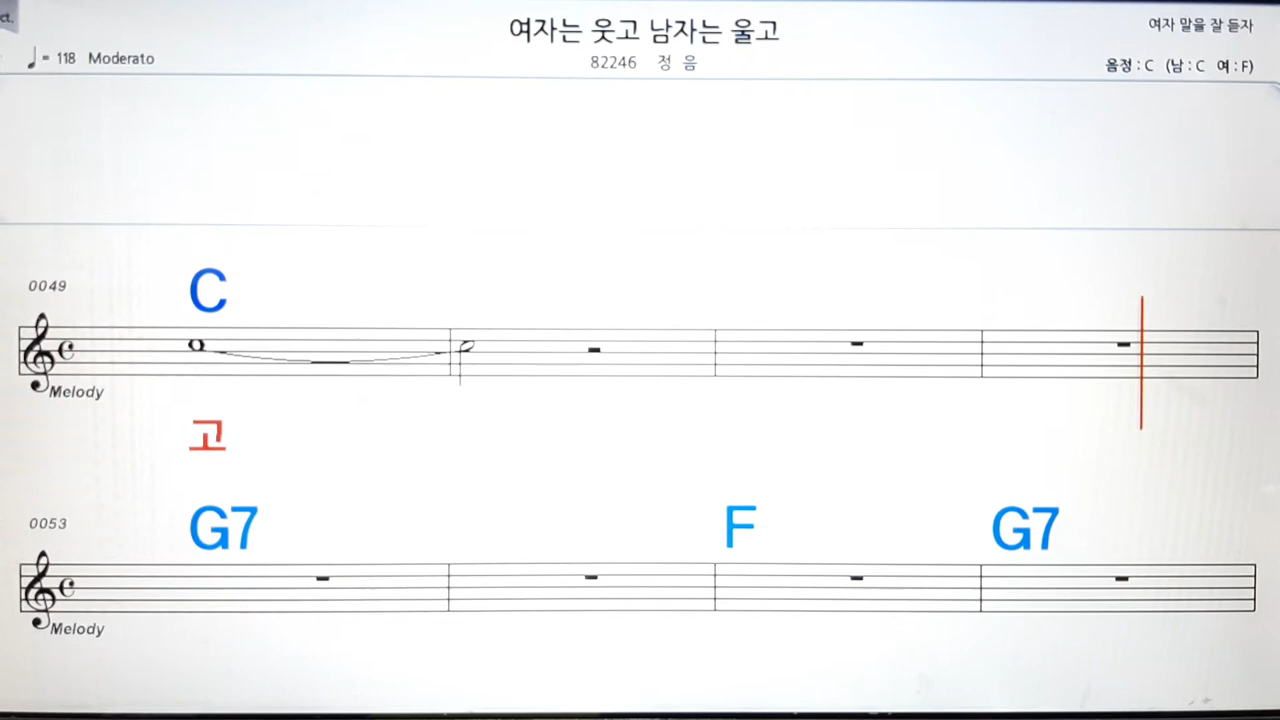 ct.
여자는 웃고 남자는 울고
여자 말을 잘 듣자
♩ = 118 Moderato
82246 정 음
음정 : C (남 : C 여 : F)
0049
C
Melody
고
0053
G7 F G7
Melody